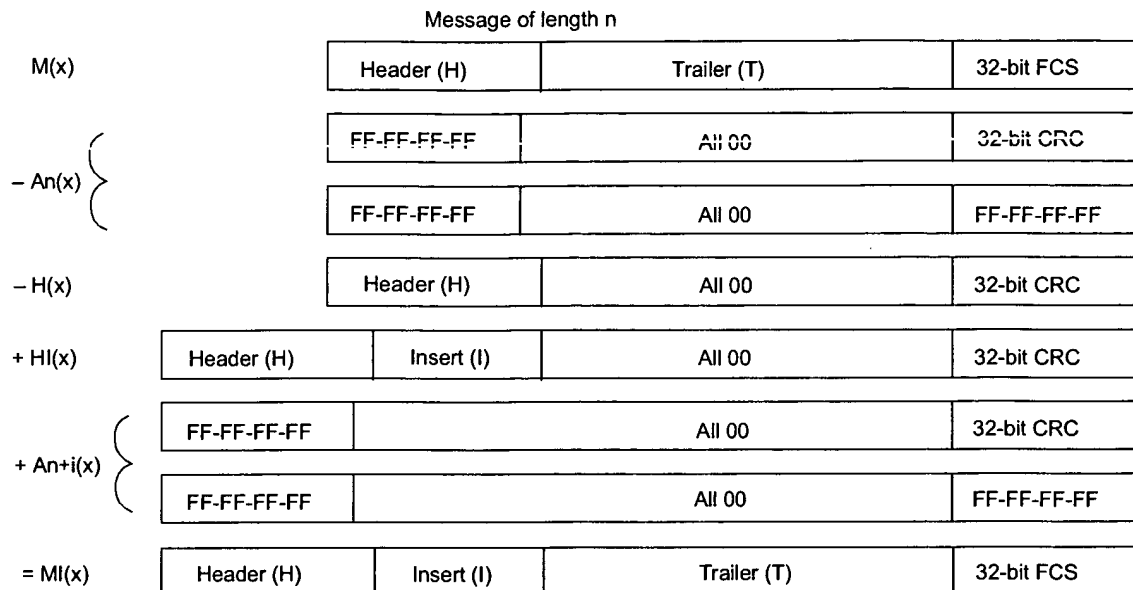 Message of length n
M(x) Header (H) Trailer (T) 32-bit FCS
FF-FF-FF-FF All 00 32-bit CRC
– An(x)
FF-FF-FF-FF All 00 FF-FF-FF-FF
– H(x) Header (H) All 00 32-bit CRC
+ HI(x) Header (H) Insert (I) All 00 32-bit CRC
FF-FF-FF-FF All 00 32-bit CRC
+ An+i(x)
FF-FF-FF-FF All 00 FF-FF-FF-FF
= MI(x) Header (H) Insert (I) Trailer (T) 32-bit FCS